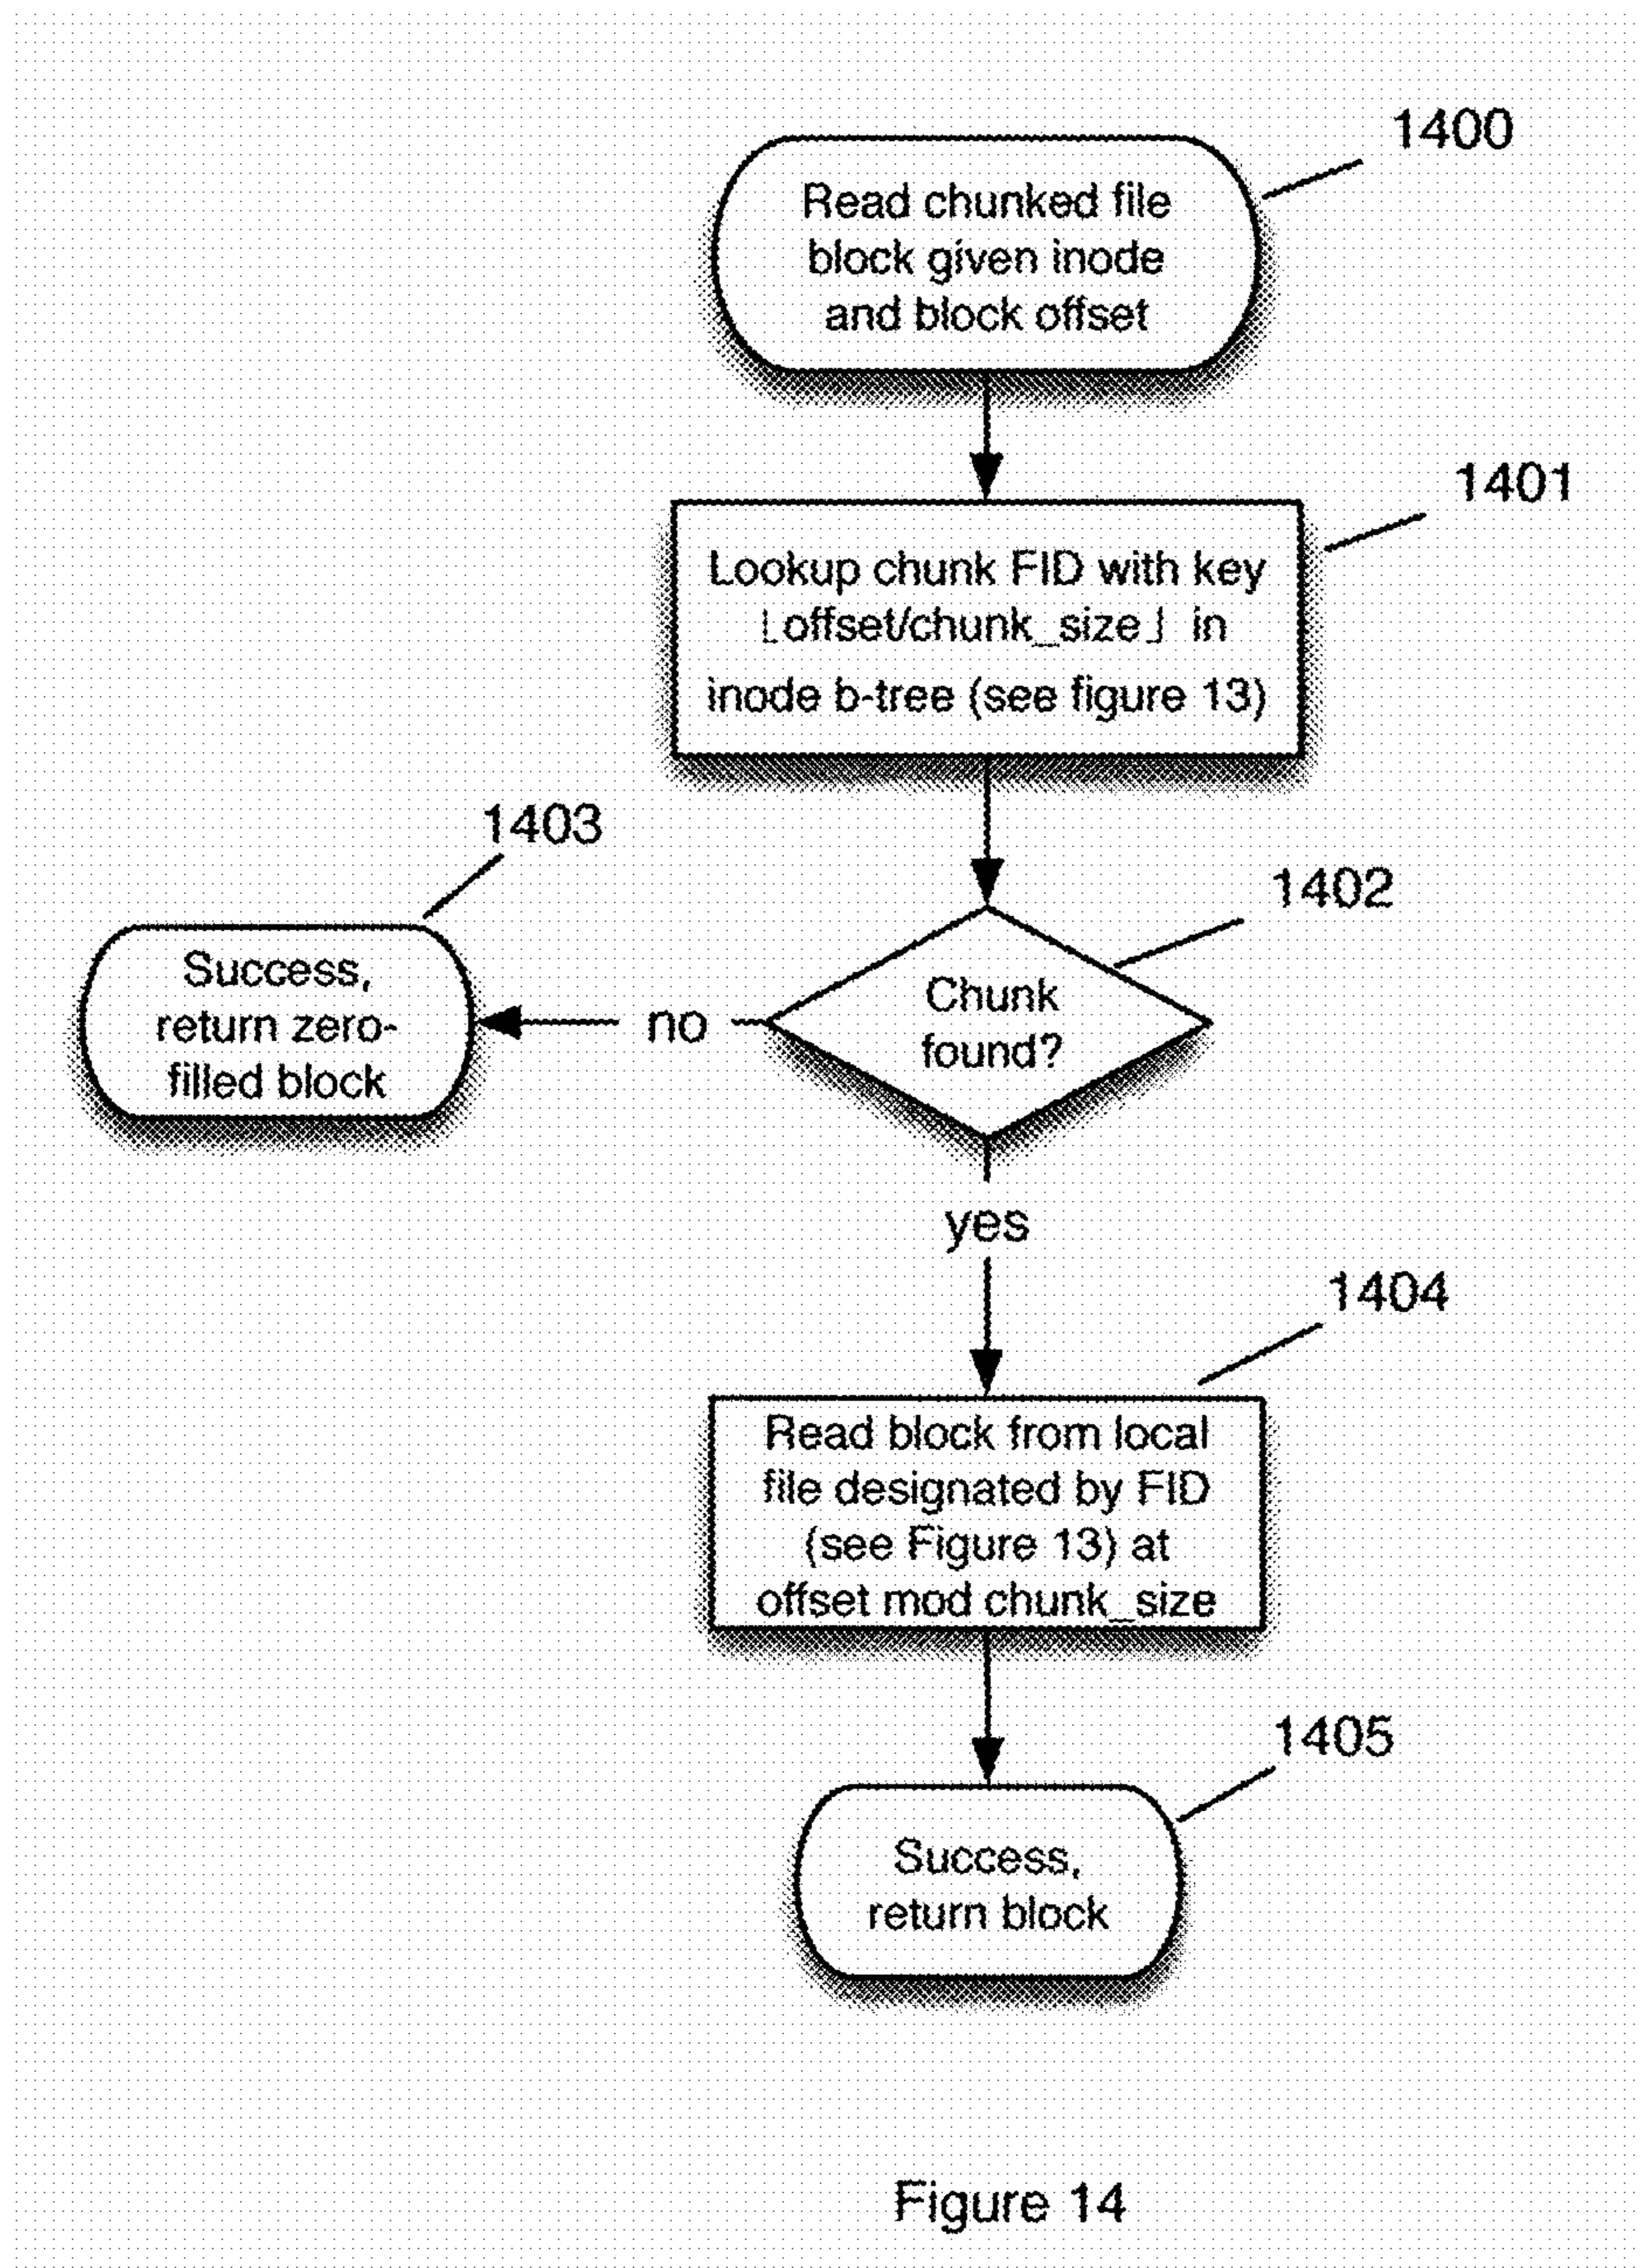 1400
Read chunked file
block given inode
and block offset
1401
Lookup chunk FID with key
⌊offset/chunk_size⌋ in
inode b-tree (see figure 13)
1403
1402
Success,
return zero-
filled block
no
Chunk
found?
yes
1404
Read block from local
file designated by FID
(see Figure 13) at
offset mod chunk_size
1405
Success,
return block
Figure 14